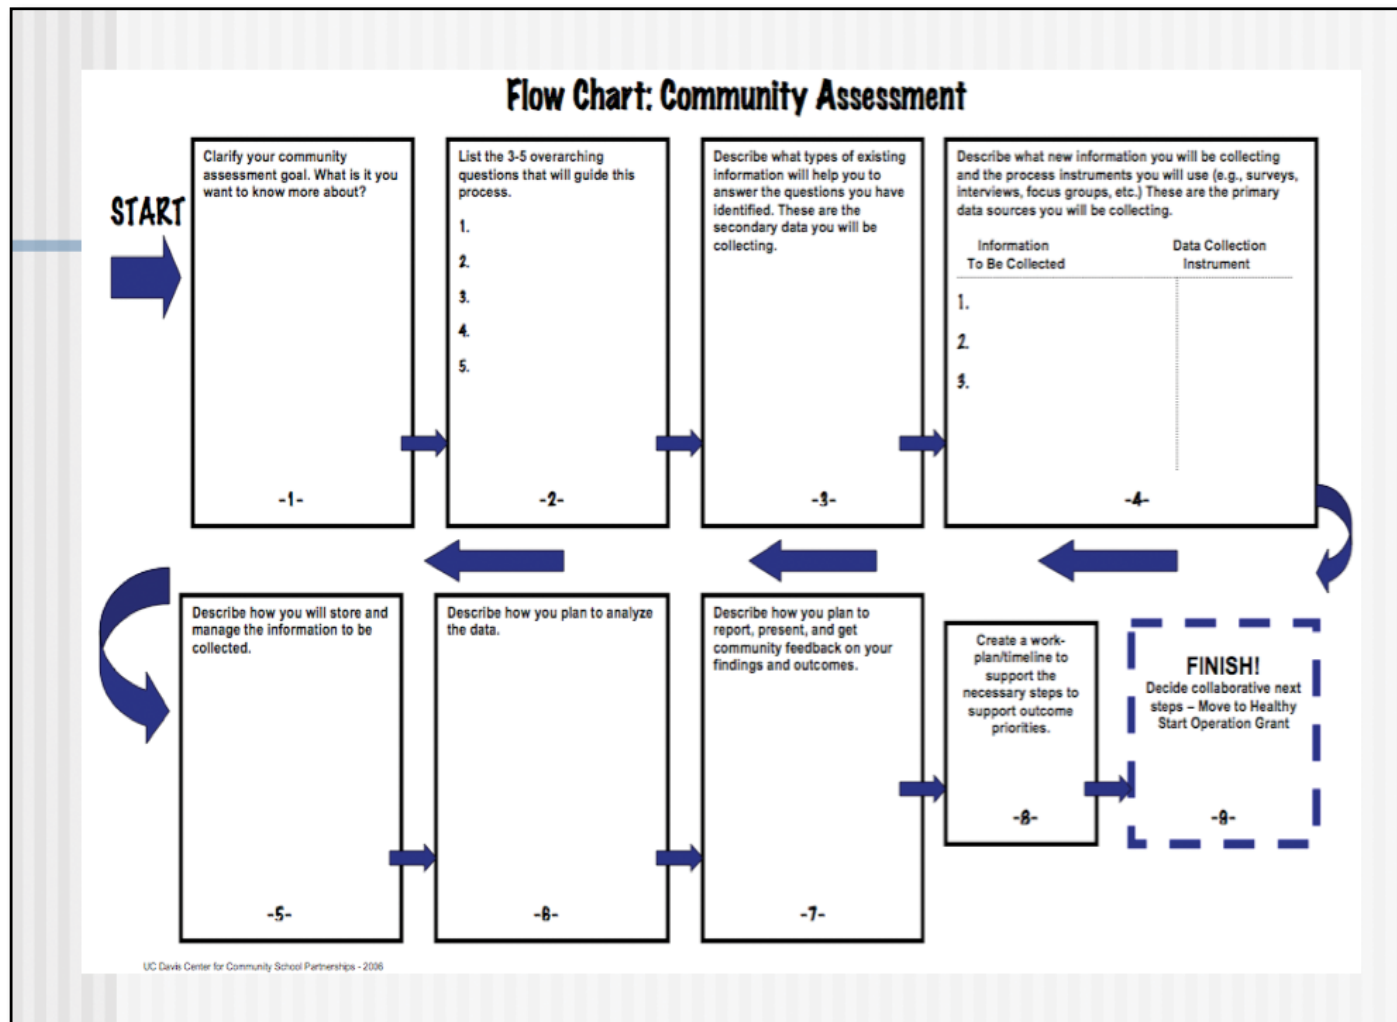 Flow Chart: Community Assessment
START
Clarify your community
assessment goal. What is it you
want to know more about?
-1-
List the 3-5 overarching
questions that will guide this
process.
1.
2.
3.
4.
5.
-2-
Describe what types of existing
information will help you to
answer the questions you have
identified. These are the
secondary data you will be
collecting.
-3-
Describe what new information you will be collecting
and the process instruments you will use (e.g., surveys,
interviews, focus groups, etc.) These are the primary
data sources you will be collecting.
Information
To Be Collected
Data Collection
Instrument
1.
2.
3.
-4-
Describe how you will store and
manage the information to be
collected.
-5-
Describe how you plan to analyze
the data.
-6-
Describe how you plan to
report, present, and get
community feedback on your
findings and outcomes.
-7-
Create a work-
plan/timeline to
support the
necessary steps to
support outcome
priorities.
-8-
FINISH!
Decide collaborative next
steps – Move to Healthy
Start Operation Grant
-9-
UC Davis Center for Community School Partnerships - 2006